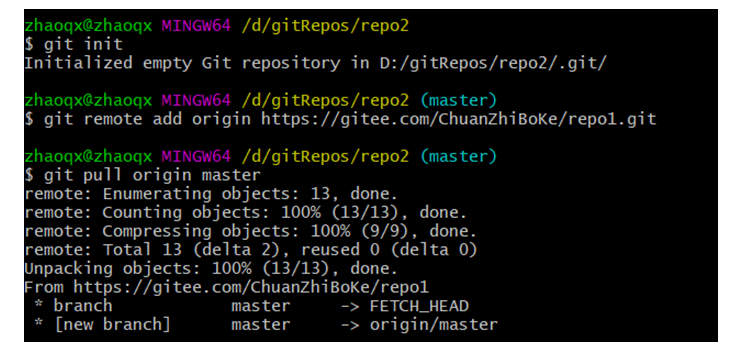 zhaoqx@zhaoqx MINGW64 /d/gitRepos/repo2
$ git init
Initialized empty Git repository in D:/gitRepos/repo2/.git/
zhaoqx@zhaoqx MINGW64 /d/gitRepos/repo2 (master)
$ git remote add origin https://gitee.com/ChuanZhiBoKe/repo1.git
zhaoqx@zhaoqx MINGW64 /d/gitRepos/repo2 (master)
$ git pull origin master
remote: Enumerating objects: 13, done.
remote: Counting objects: 100% (13/13), done.
remote: Compressing objects: 100% (9/9), done.
remote: Total 13 (delta 2), reused 0 (delta 0)
Unpacking objects: 100% (13/13), done.
From https://gitee.com/ChuanZhiBoKe/repo1
 * branch            master     -> FETCH_HEAD
 * [new branch]      master     -> origin/master